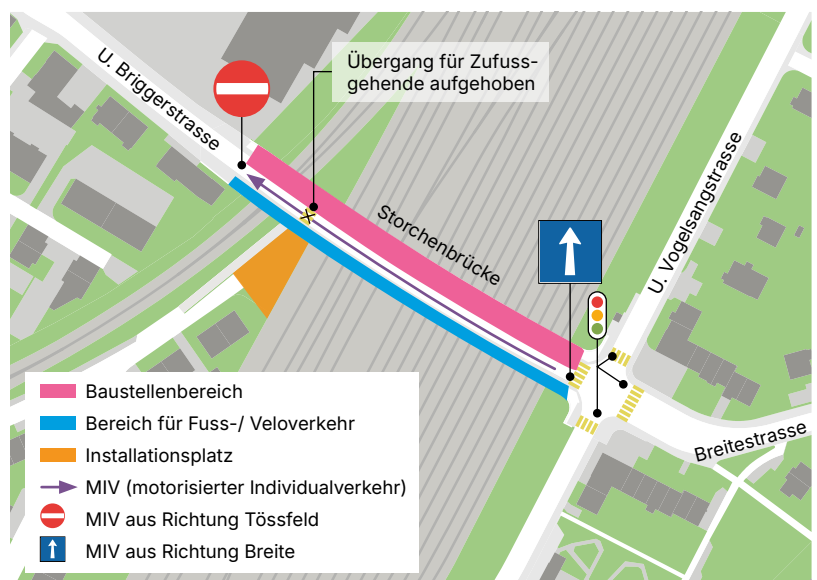 U. Briggerstrasse
Übergang für Zufuss-
gehende aufgehoben
Storchenbrücke
U. Vogelsangstrasse
Breitestrasse
Baustellenbereich
Bereich für Fuss-/ Veloverkehr
Installationsplatz
MIV (motorisierter Individualverkehr)
MIV aus Richtung Tössfeld
MIV aus Richtung Breite